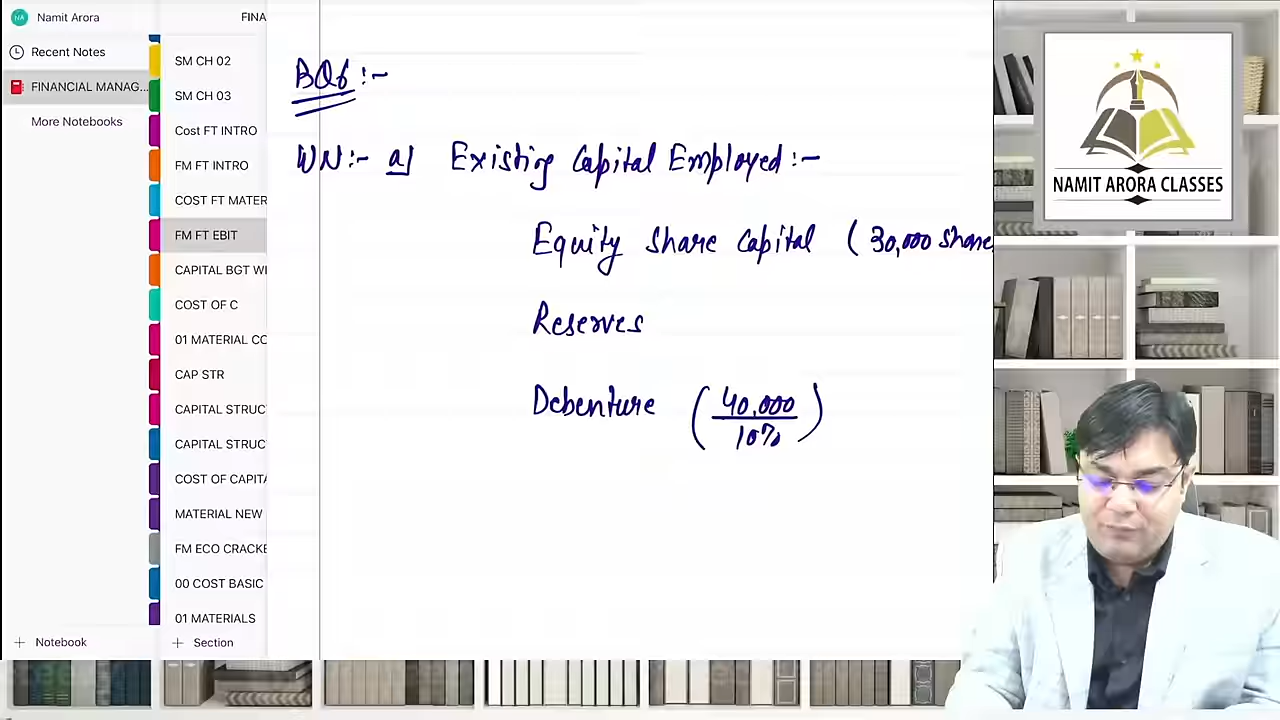 NA Namit Arora
Recent Notes
FINANCIAL MANAG...
More Notebooks
+ Notebook
FINA
SM CH 02
SM CH 03
Cost FT INTRO
FM FT INTRO
COST FT MATER
FM FT EBIT
CAPITAL BGT WI
COST OF C
01 MATERIAL CO
CAP STR
CAPITAL STRUC
CAPITAL STRUC
COST OF CAPITA
MATERIAL NEW
FM ECO CRACKE
00 COST BASIC
01 MATERIALS
+ Section
BQ6 :-
WN:- a) Existing Capital Employed :-
Equity Share Capital ( 30,000 Share
Reserves
Debenture ( 40,000 / 10% )
NAMIT ARORA CLASSES